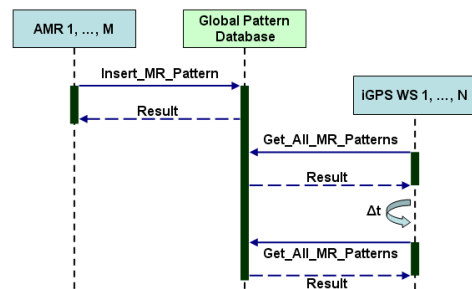 AMR 1, ..., M
Global Pattern
Database
iGPS WS 1, ..., N
Insert_MR_Pattern
Result
Get_All_MR_Patterns
Result
Δt
Get_All_MR_Patterns
Result